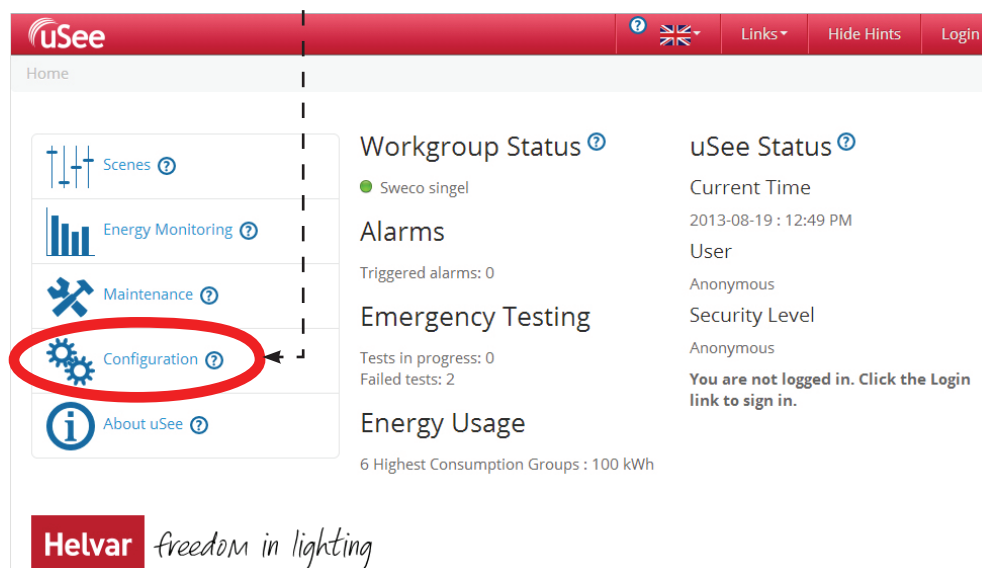 uSee
? Links Hide Hints Login
Home
Scenes ?
Energy Monitoring ?
Maintenance ?
Configuration ?
i About uSee ?
Workgroup Status ?
Sweco singel
Alarms
Triggered alarms: 0
Emergency Testing
Tests in progress: 0
Failed tests: 2
Energy Usage
6 Highest Consumption Groups : 100 kWh
uSee Status ?
Current Time
2013-08-19 : 12:49 PM
User
Anonymous
Security Level
Anonymous
You are not logged in. Click the Login
link to sign in.
Helvar freedom in lighting